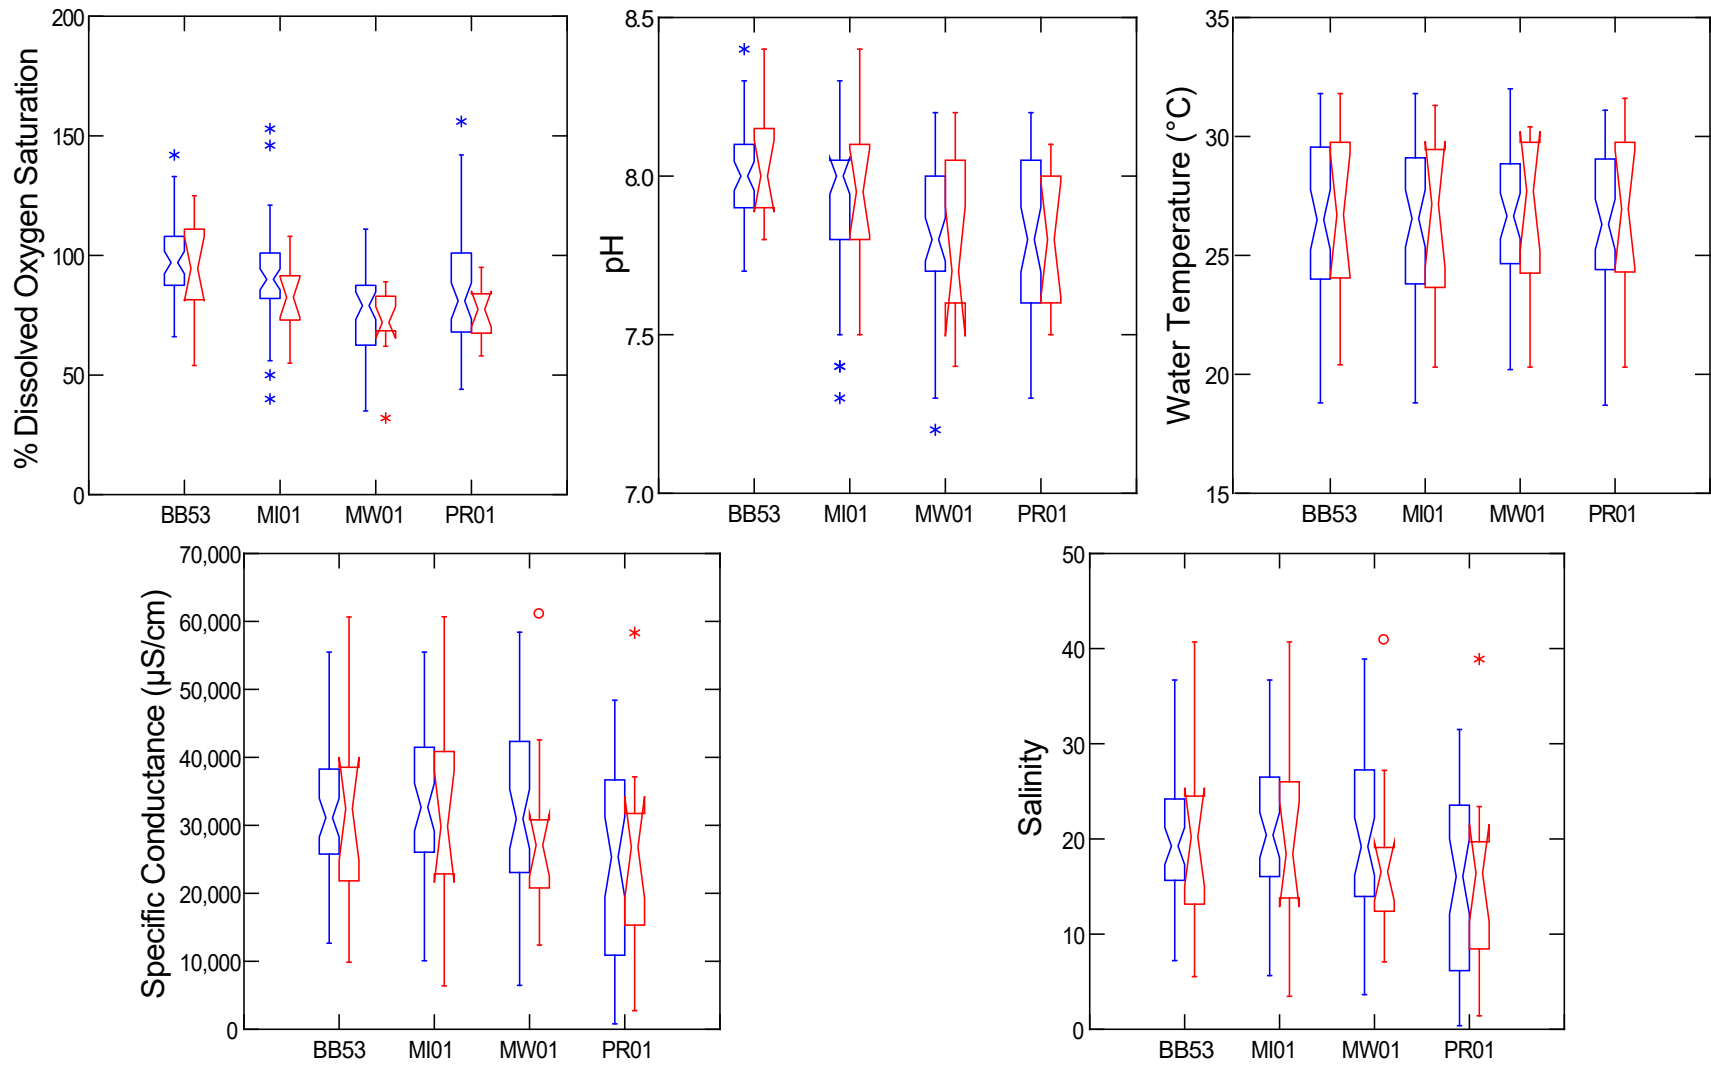 % Dissolved Oxygen Saturation
200
150
100
50
0
BB53 MI01 MW01 PR01
pH
8.5
8.0
7.5
7.0
BB53 MI01 MW01 PR01
Water Temperature (°C)
35
30
25
20
15
BB53 MI01 MW01 PR01
Specific Conductance (µS/cm)
70,000
60,000
50,000
40,000
30,000
20,000
10,000
0
BB53 MI01 MW01 PR01
Salinity
50
40
30
20
10
0
BB53 MI01 MW01 PR01